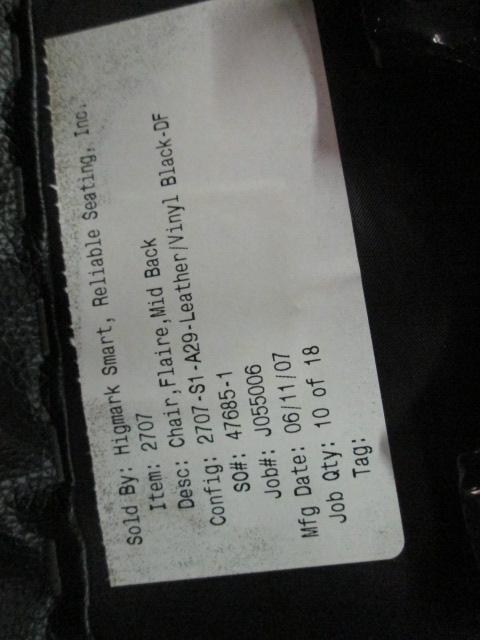 Sold By: Higmark Smart, Reliable Seating, Inc.
Item: 2707
Desc: Chair,Flaire,Mid Back
Config: 2707-S1-A29-Leather/Vinyl Black-DF
SO#: 47685-1
Job#: J055006
Mfg Date: 06/11/07
Job Qty: 10 of 18
Tag: